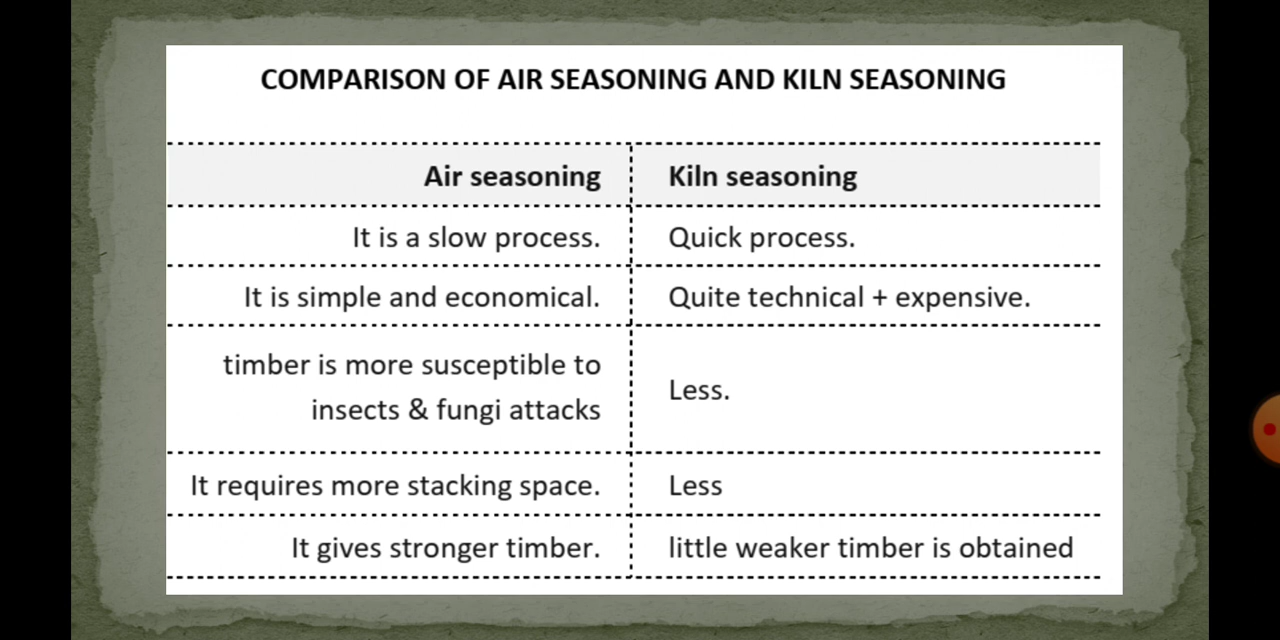 COMPARISON OF AIR SEASONING AND KILN SEASONING
Air seasoning
Kiln seasoning
It is a slow process.
Quick process.
It is simple and economical.
Quite technical + expensive.
timber is more susceptible to
insects & fungi attacks
Less.
It requires more stacking space.
Less
It gives stronger timber.
little weaker timber is obtained